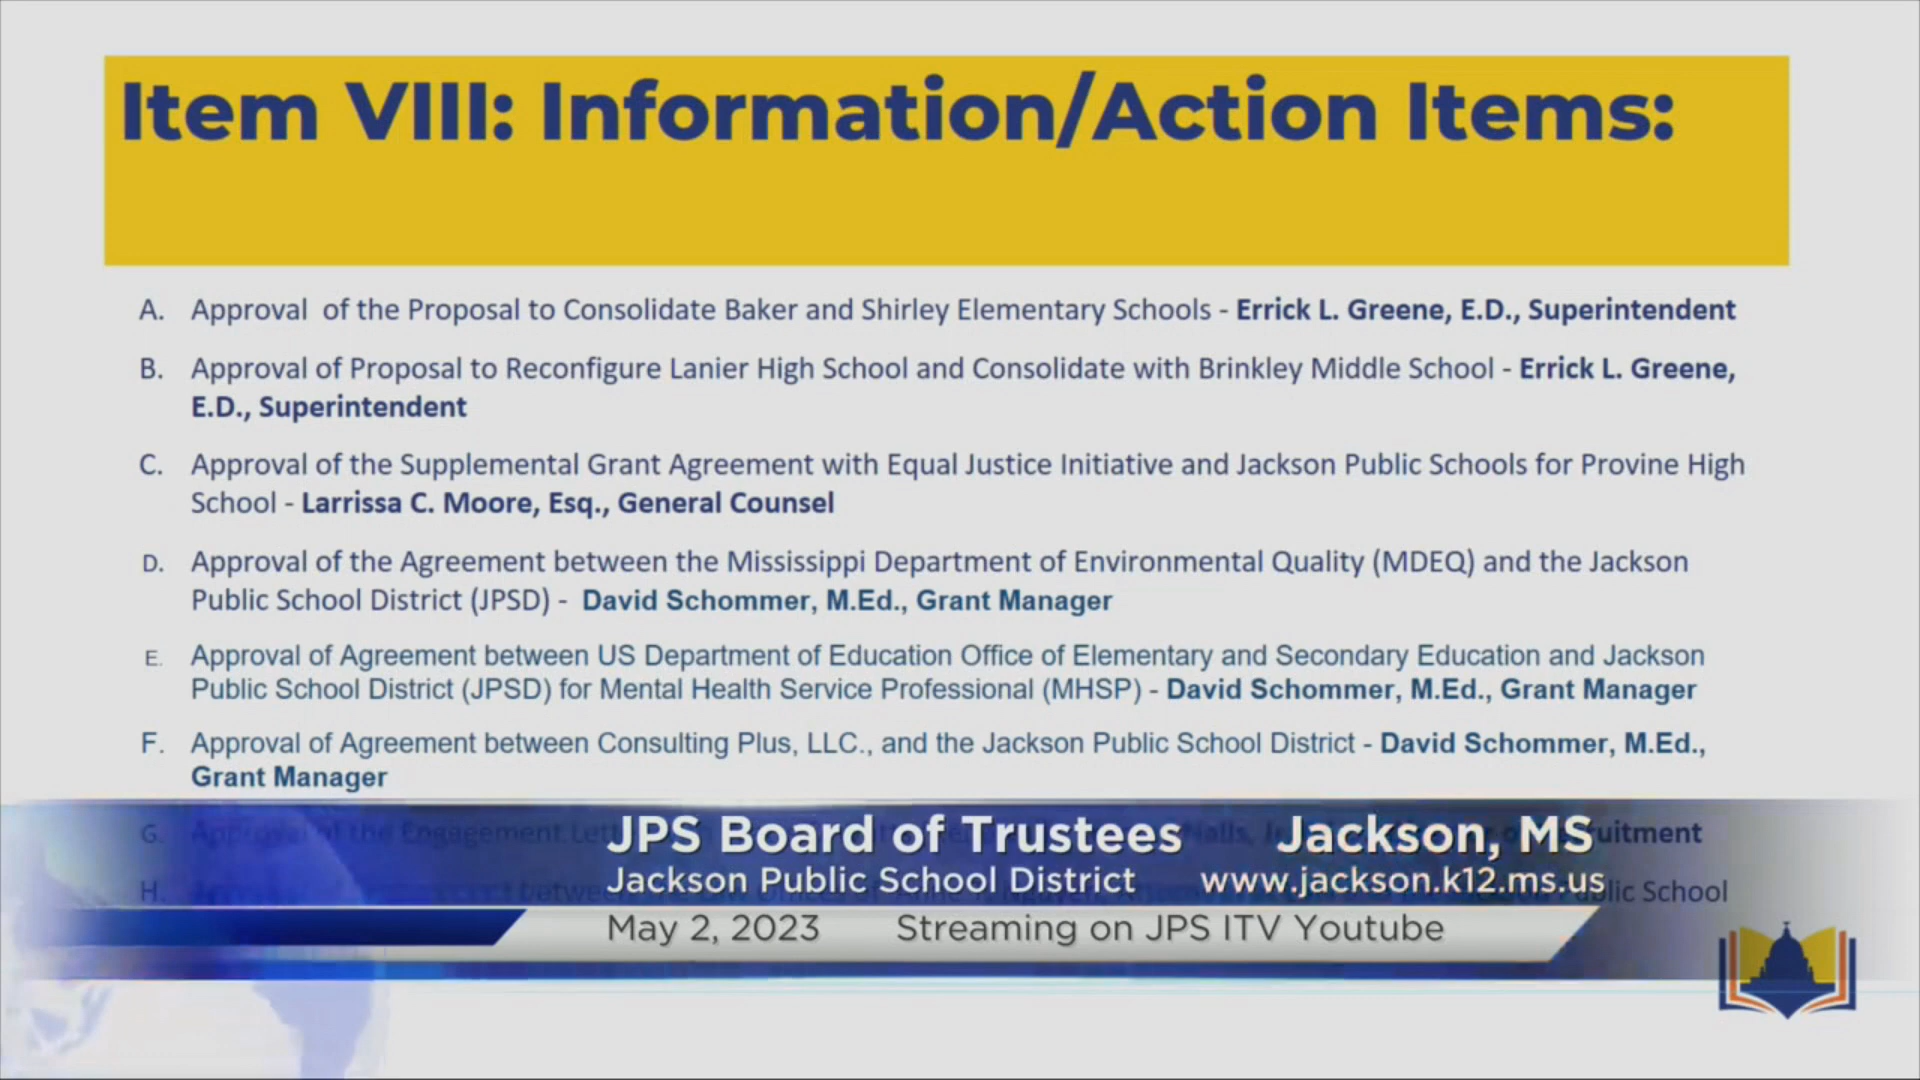 Item VIII: Information/Action Items:
A. Approval of the Proposal to Consolidate Baker and Shirley Elementary Schools - Errick L. Greene, E.D., Superintendent
B. Approval of Proposal to Reconfigure Lanier High School and Consolidate with Brinkley Middle School - Errick L. Greene,
E.D., Superintendent
C. Approval of the Supplemental Grant Agreement with Equal Justice Initiative and Jackson Public Schools for Provine High
School - Larrissa C. Moore, Esq., General Counsel
D. Approval of the Agreement between the Mississippi Department of Environmental Quality (MDEQ) and the Jackson
Public School District (JPSD) - David Schommer, M.Ed., Grant Manager
E. Approval of Agreement between US Department of Education Office of Elementary and Secondary Education and Jackson
Public School District (JPSD) for Mental Health Service Professional (MHSP) - David Schommer, M.Ed., Grant Manager
F. Approval of Agreement between Consulting Plus, LLC., and the Jackson Public School District - David Schommer, M.Ed.,
Grant Manager
G. Approval of the Engagement
H. Public School
JPS Board of Trustees Jackson, MS
Jackson Public School District www.jackson.k12.ms.us
May 2, 2023 Streaming on JPS ITV Youtube